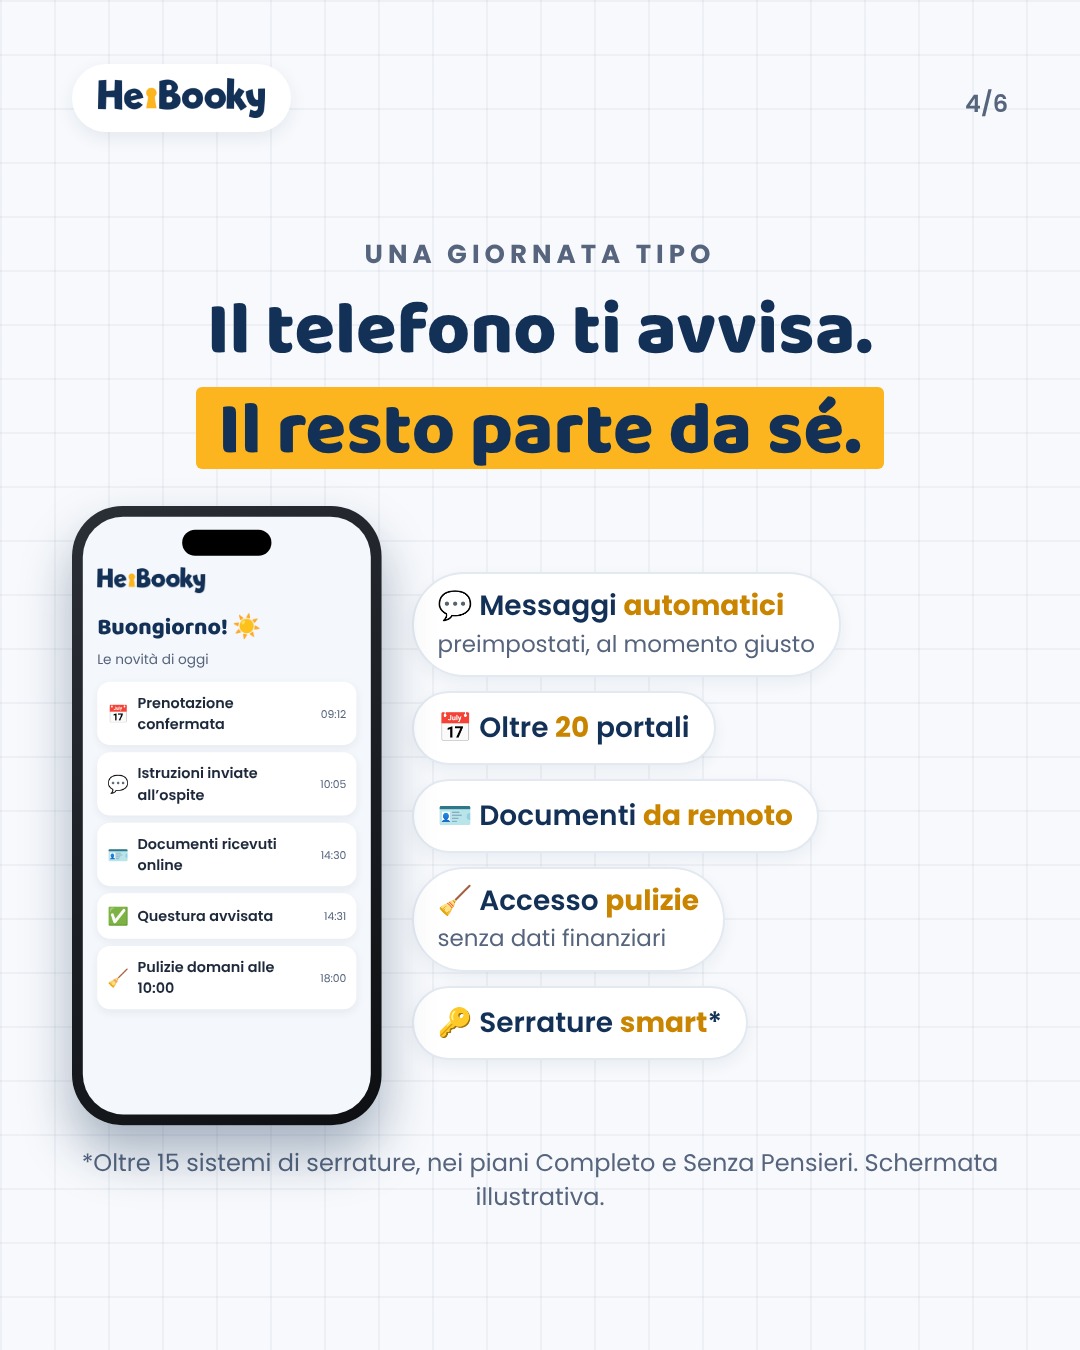 HeyBooky
4/6
UNA GIORNATA TIPO
Il telefono ti avvisa.
Il resto parte da sé.
HeyBooky
Buongiorno! ☀️
Le novità di oggi
📅 Prenotazione confermata 09:12
💬 Istruzioni inviate all’ospite 10:05
🪪 Documenti ricevuti online 14:30
✅ Questura avvisata 14:31
🧹 Pulizie domani alle 10:00 18:00
💬 Messaggi automatici
preimpostati, al momento giusto
📅 Oltre 20 portali
🪪 Documenti da remoto
🧹 Accesso pulizie
senza dati finanziari
🔑 Serrature smart*
*Oltre 15 sistemi di serrature, nei piani Completo e Senza Pensieri. Schermata
illustrativa.